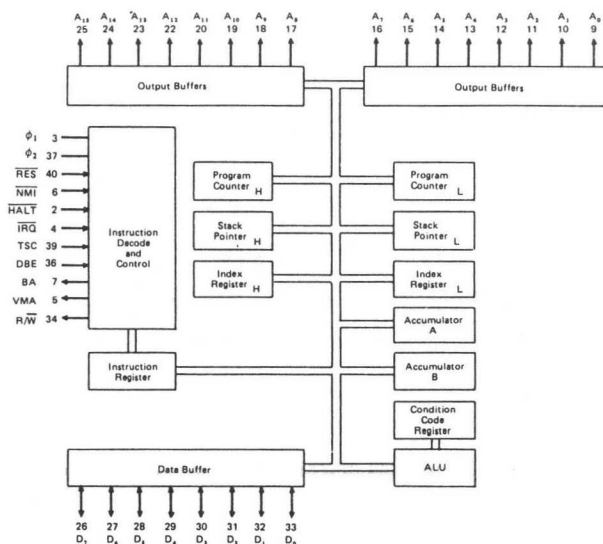 A₁₅ A₁₄ A₁₃ A₁₂ A₁₁ A₁₀ A₉ A₈ A₇ A₆ A₅ A₄ A₃ A₂ A₁ A₀
25 24 23 22 20 19 18 17 16 15 14 13 12 11 10 9
Output Buffers
Output Buffers
ϕ₁ 3
ϕ₂ 37
R̅E̅S̅ 40
N̅M̅I̅ 6
H̅A̅L̅T̅ 2
I̅R̅Q̅ 4
TSC 39
DBE 36
BA 7
VMA 5
R/W̅ 34
Instruction
Decode
and
Control
Instruction
Register
Program
Counter H
Stack
Pointer H
Index
Register H
Program
Counter L
Stack
Pointer L
Index
Register L
Accumulator
A
Accumulator
B
Condition
Code
Register
ALU
Data Buffer
26 27 28 29 30 31 32 33
D₇ D₆ D₅ D₄ D₃ D₂ D₁ D₀